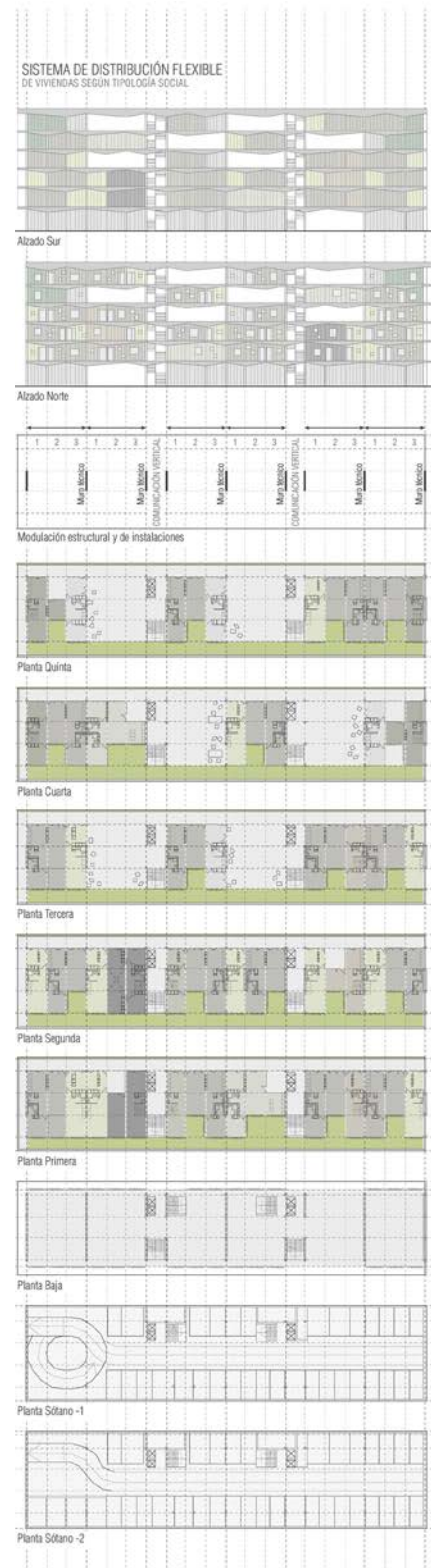 SISTEMA DE DISTRIBUCIÓN FLEXIBLE
DE VIVIENDAS SEGÚN TIPOLOGÍA SOCIAL
Alzado Sur
Alzado Norte
1 2 3 1 2 3 1 2 3 1 2 3 1 2 3 1 2 3
Muro técnico
Muro técnico
COMUNICACIÓN VERTICAL
Muro técnico
Muro técnico
COMUNICACIÓN VERTICAL
Muro técnico
Muro técnico
Modulación estructural y de instalaciones
Planta Quinta
Planta Cuarta
Planta Tercera
Planta Segunda
Planta Primera
Planta Baja
Planta Sótano -1
Planta Sótano -2